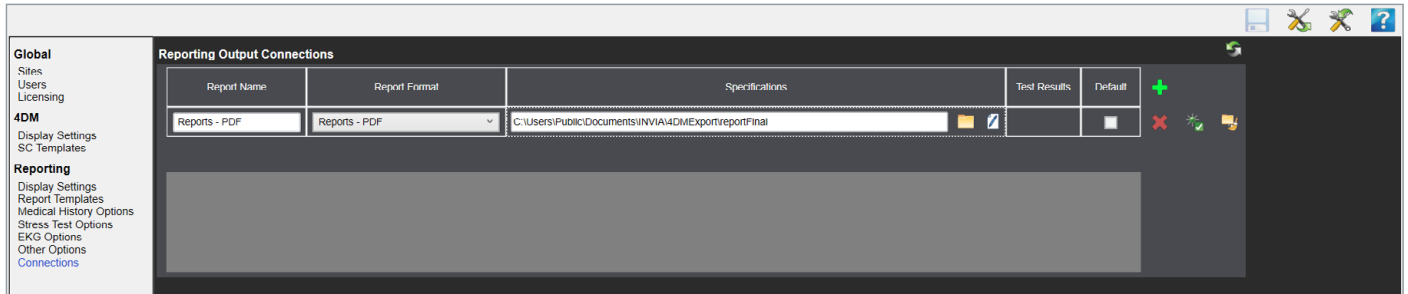 Global
Sites
Users
Licensing
4DM
Display Settings
SC Templates
Reporting
Display Settings
Report Templates
Medical History Options
Stress Test Options
EKG Options
Other Options
Connections
Reporting Output Connections
Report Name Report Format Specifications Test Results Default
Reports - PDF Reports - PDF C:\Users\Public\Documents\INVIA\4DMExport\reportFinal
?